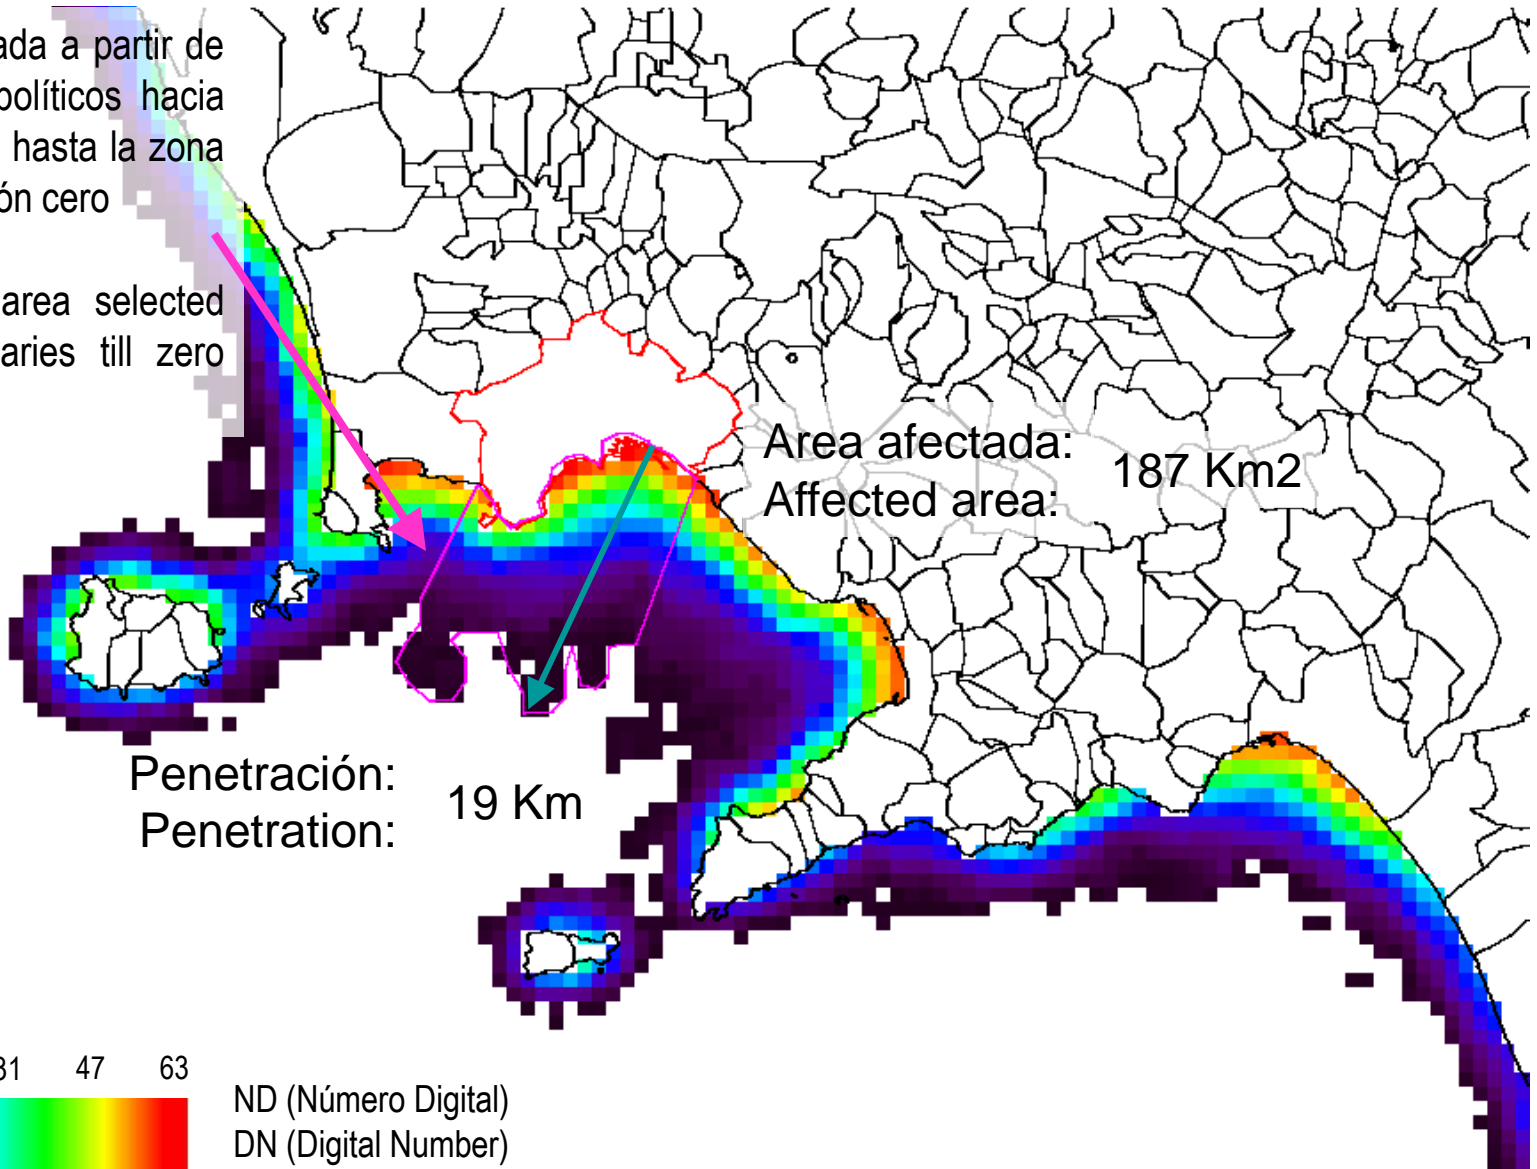 ada a partir de
políticos hacia
hasta la zona
ón cero
area selected
aries till zero
Area afectada:
Affected area:
187 Km2
Penetración:
Penetration:
19 Km
31 47 63
ND (Número Digital)
DN (Digital Number)